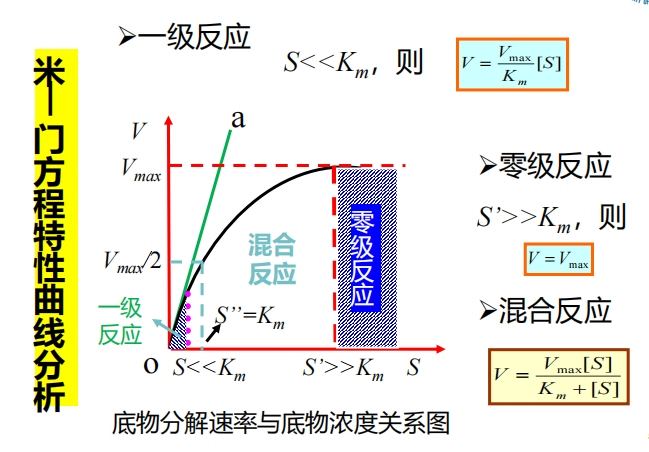 米—门方程特性曲线分析
➢一级反应
S<<Kₘ，则
V = Vmax/Kₘ [S]
a
V
Vmax
Vmax/2
混合
反应
零级反应
一级
反应
S’’=Kₘ
O
S<<Kₘ
S’>>Kₘ
S
底物分解速率与底物浓度关系图
➢零级反应
S’>>Kₘ，则
V = Vmax
➢混合反应
V = Vmax[S]/Kₘ + [S]